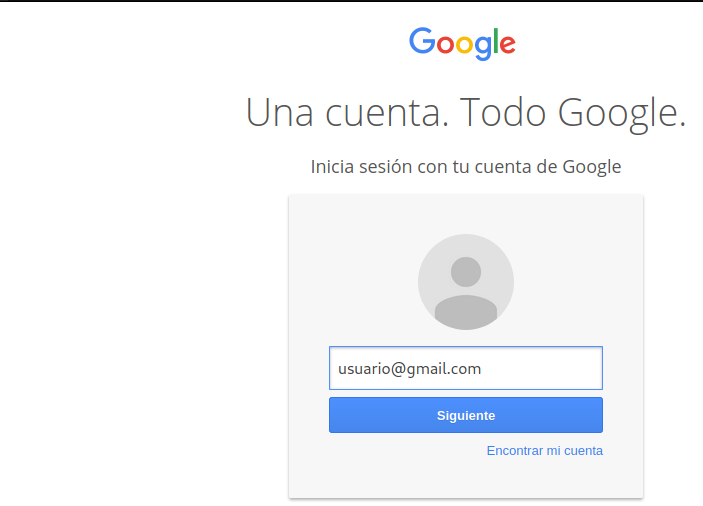 Google
Una cuenta. Todo Google.
Inicia sesión con tu cuenta de Google
usuario@gmail.com
Siguiente
Encontrar mi cuenta